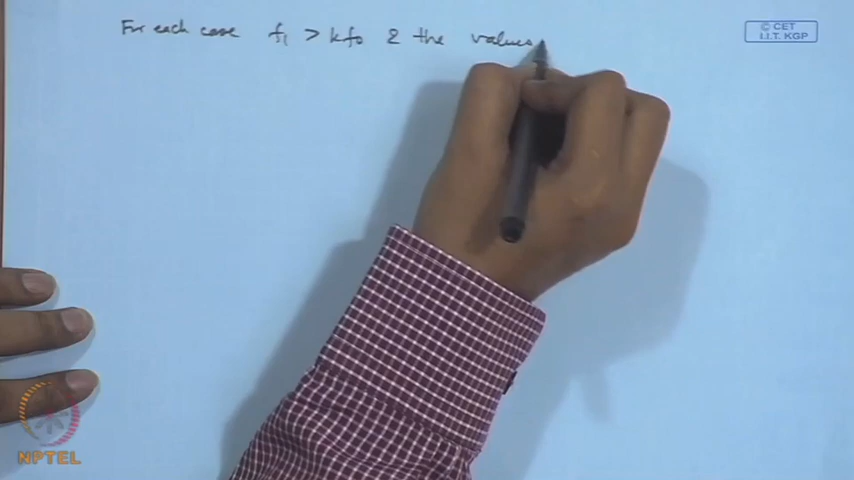 For each case f₁ > kf₀ & the values
© CET
I.I.T. KGP
NPTEL